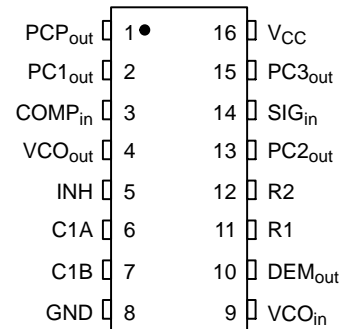 PCPout 1 16 VCC
PC1out 2 15 PC3out
COMPin 3 14 SIGin
VCOout 4 13 PC2out
INH 5 12 R2
C1A 6 11 R1
C1B 7 10 DEMout
GND 8 9 VCOin